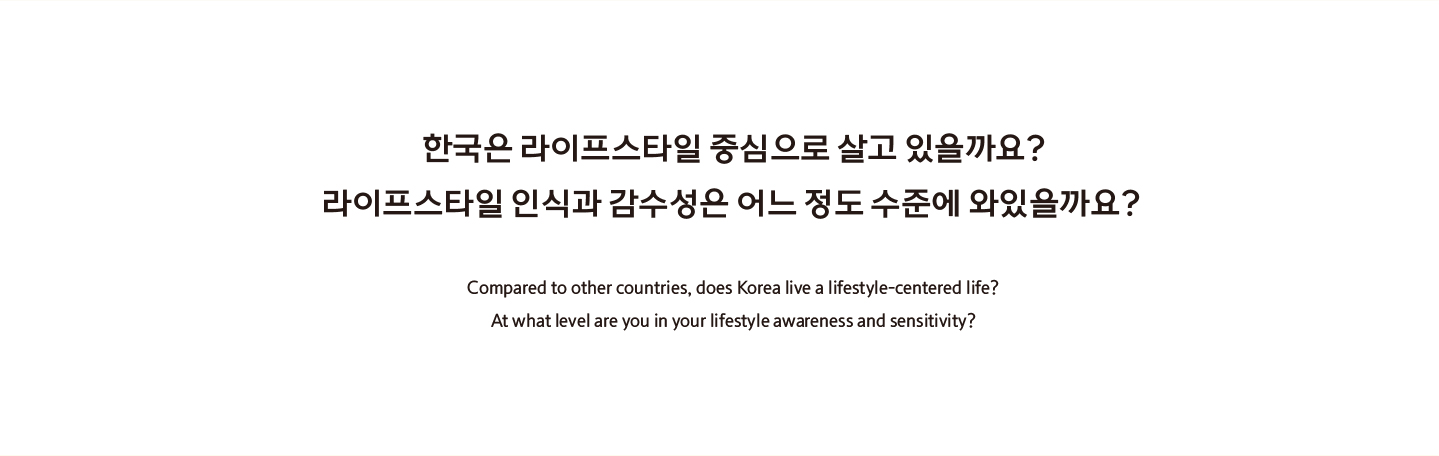 한국은 라이프스타일 중심으로 살고 있을까요?
라이프스타일 인식과 감수성은 어느 정도 수준에 와있을까요?
Compared to other countries, does Korea live a lifestyle-centered life?
At what level are you in your lifestyle awareness and sensitivity?